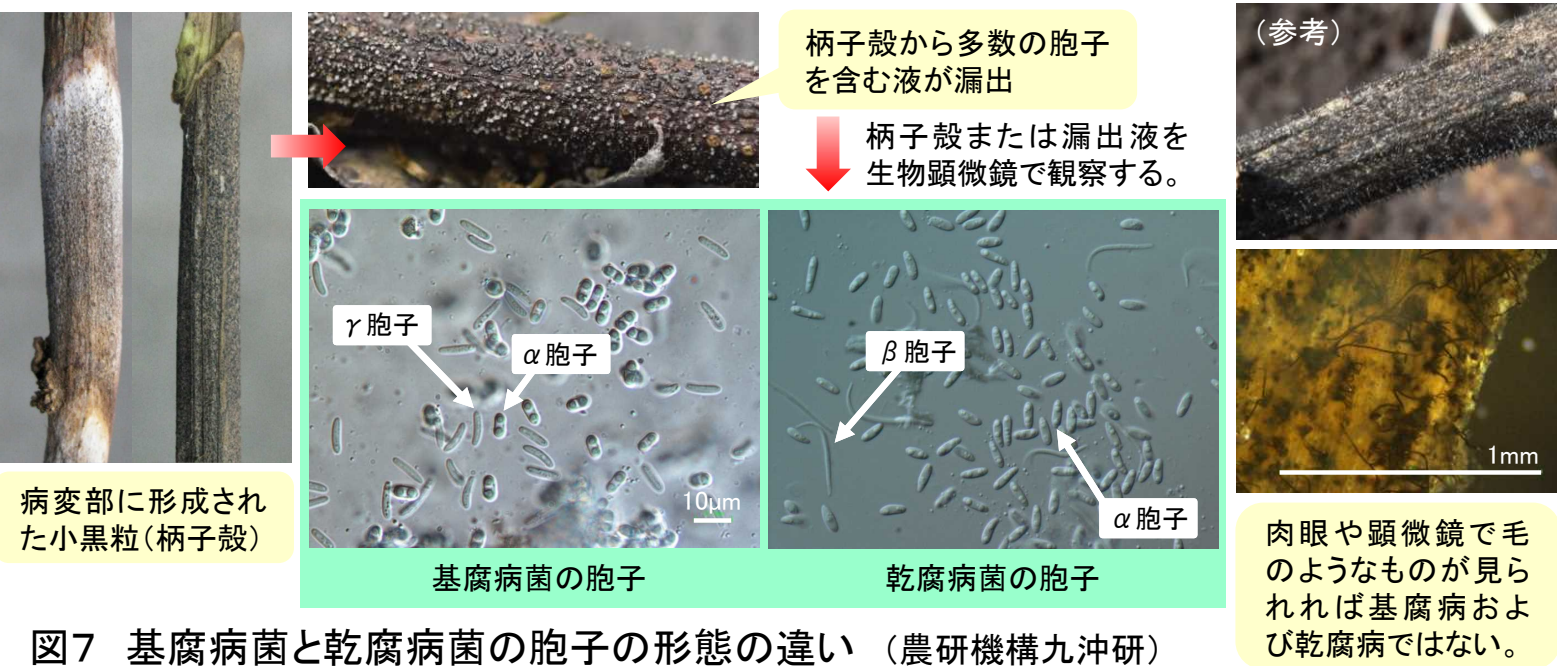 柄子殻から多数の胞子
を含む液が漏出
柄子殻または漏出液を
生物顕微鏡で観察する。
(参考)
γ胞子
α胞子
β胞子
α胞子
10μm
1mm
病変部に形成され
た小黒粒(柄子殻)
基腐病菌の胞子
乾腐病菌の胞子
肉眼や顕微鏡で毛
のようなものが見ら
れれば基腐病およ
び乾腐病ではない。
図7 基腐病菌と乾腐病菌の胞子の形態の違い (農研機構九沖研)